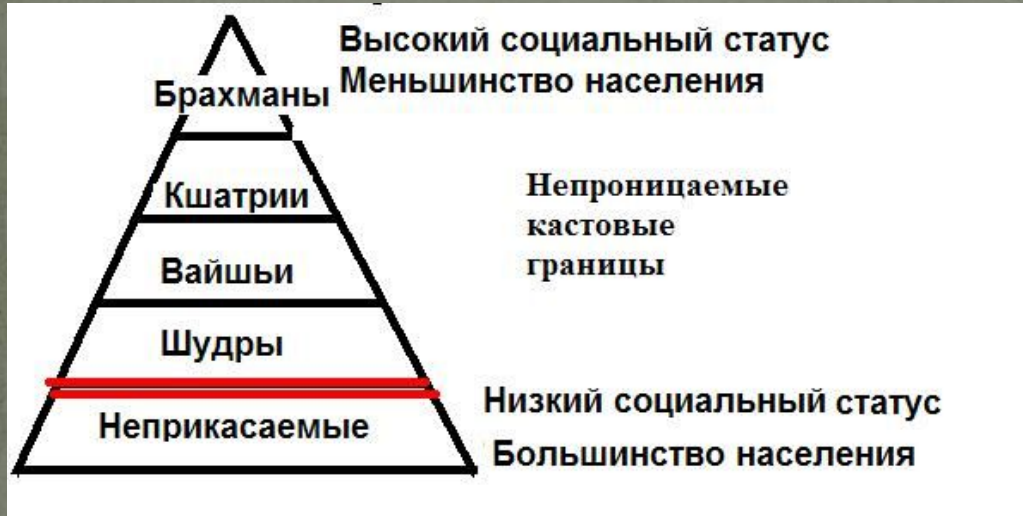 Высокий социальный статус
Меньшинство населения
Брахманы
Кшатрии
Вайшьи
Шудры
Неприкасаемые
Непроницаемые
кастовые
границы
Низкий социальный статус
Большинство населения